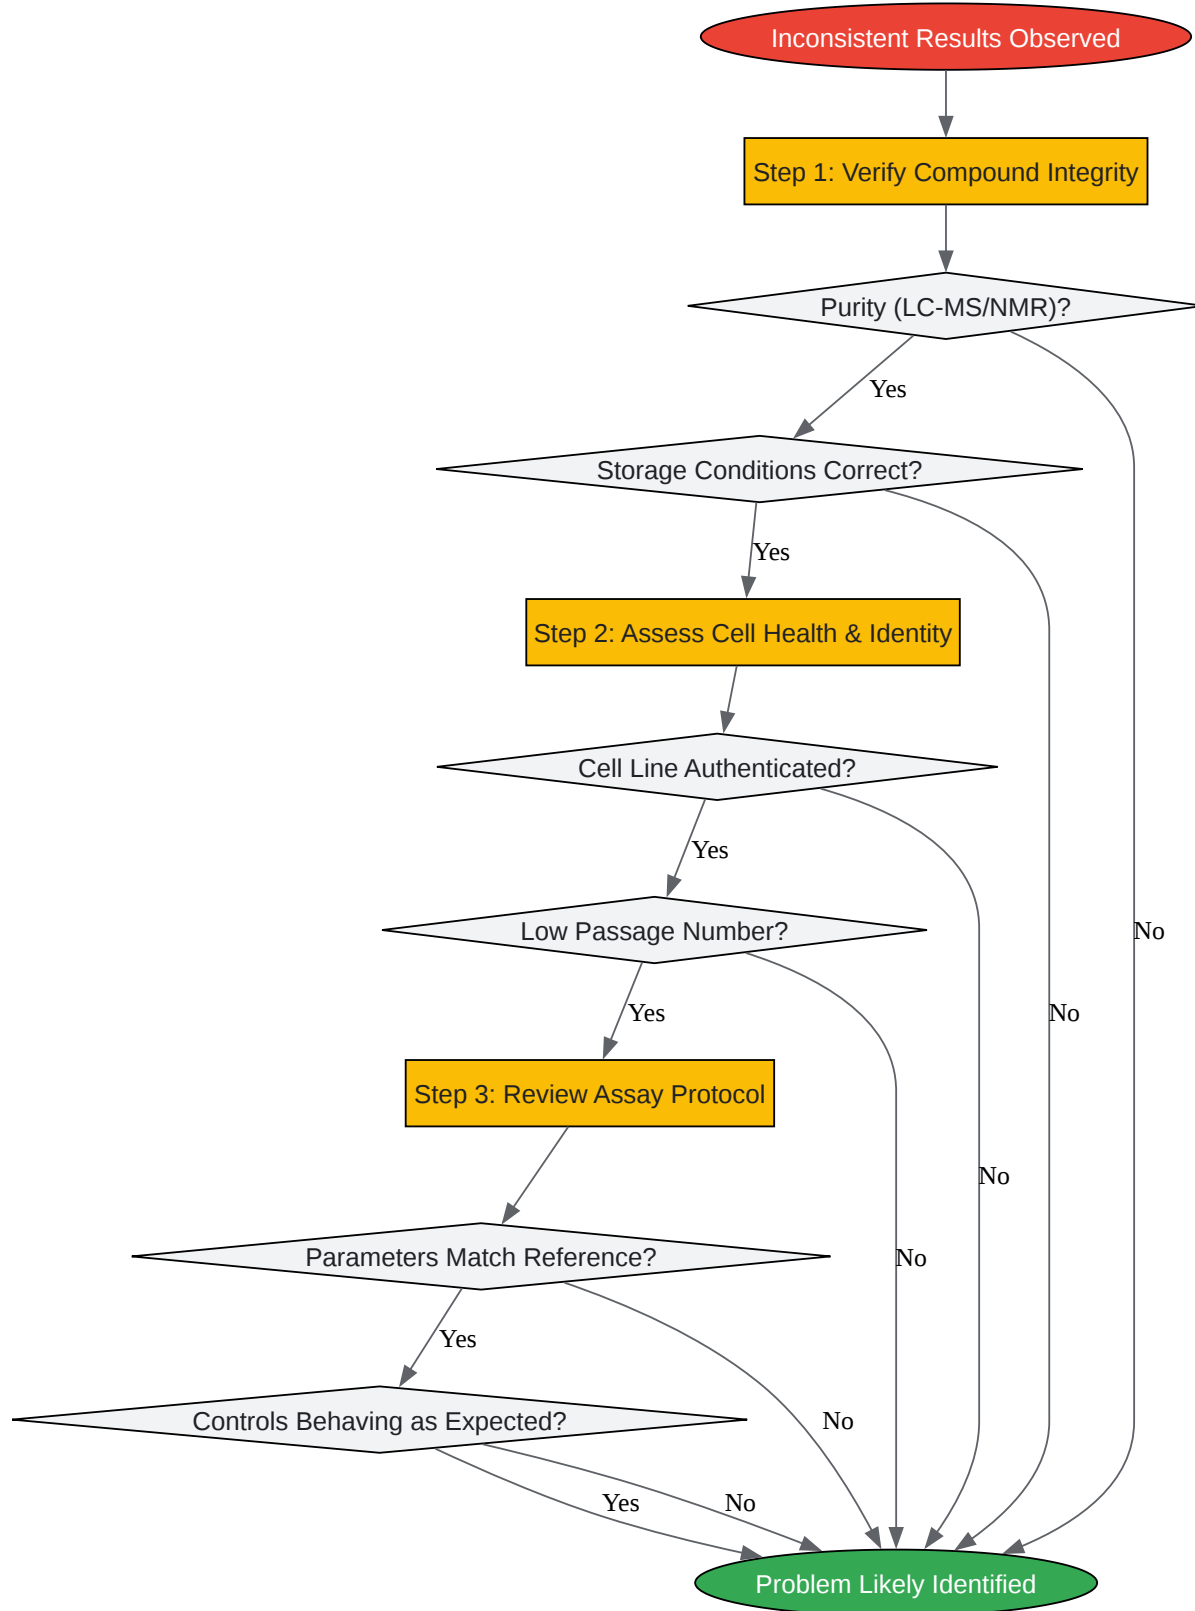 Inconsistent Results Observed
Step 1: Verify Compound Integrity
Purity (LC-MS/NMR)?
Yes
Storage Conditions Correct?
Yes
Step 2: Assess Cell Health & Identity
Cell Line Authenticated?
Yes
Low Passage Number?
No
Yes
No
Step 3: Review Assay Protocol
No
Parameters Match Reference?
No
Yes
Controls Behaving as Expected?
No
Yes
No
Problem Likely Identified